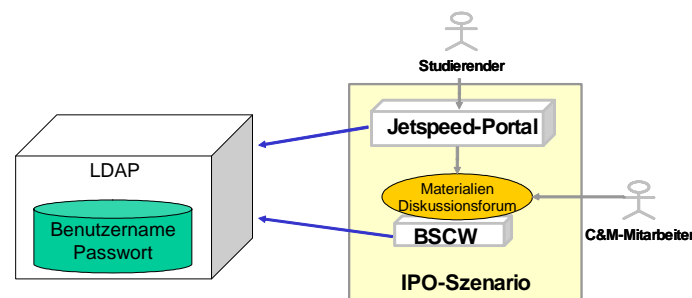 Studierender
Jetspeed-Portal
LDAP
Materialien
Diskussionsforum
Benutzername
Passwort
BSCW
C&M-Mitarbeiter
IPO-Szenario